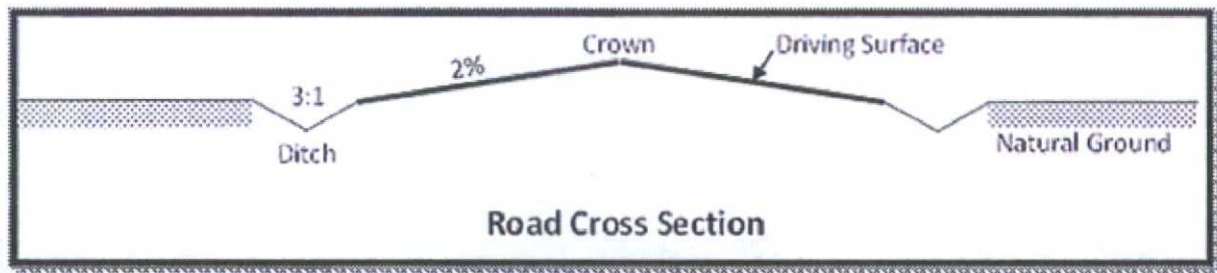 Crown
Driving Surface
2%
3:1
Ditch
Natural Ground
Road Cross Section